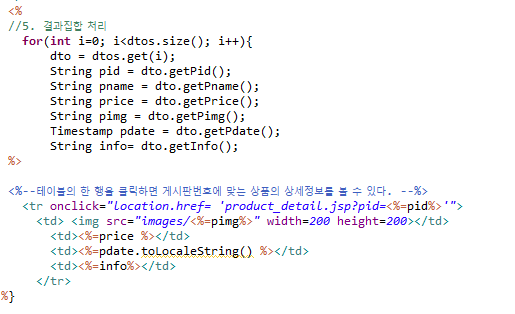 <%
//5. 결과집합 처리
for(int i=0; i<dtos.size(); i++){
dto = dtos.get(i);
String pid = dto.getPid();
String pname = dto.getPname();
String price = dto.getPrice();
String pimg = dto.getPimg();
Timestamp pdate = dto.getPdate();
String info= dto.getInfo();
%>
<%--테이블의 한 행을 클릭하면 게시판번호에 맞는 상품의 상세정보를 볼 수 있다. --%>
<tr onclick="location.href= 'product_detail.jsp?pid=<%=pid%>'">
<td> <img src="images/<%=pimg%>" width=200 height=200></td>
<td><%=price %></td>
<td><%=pdate.toLocaleString() %></td>
<td><%=info%></td>
</tr>
%}